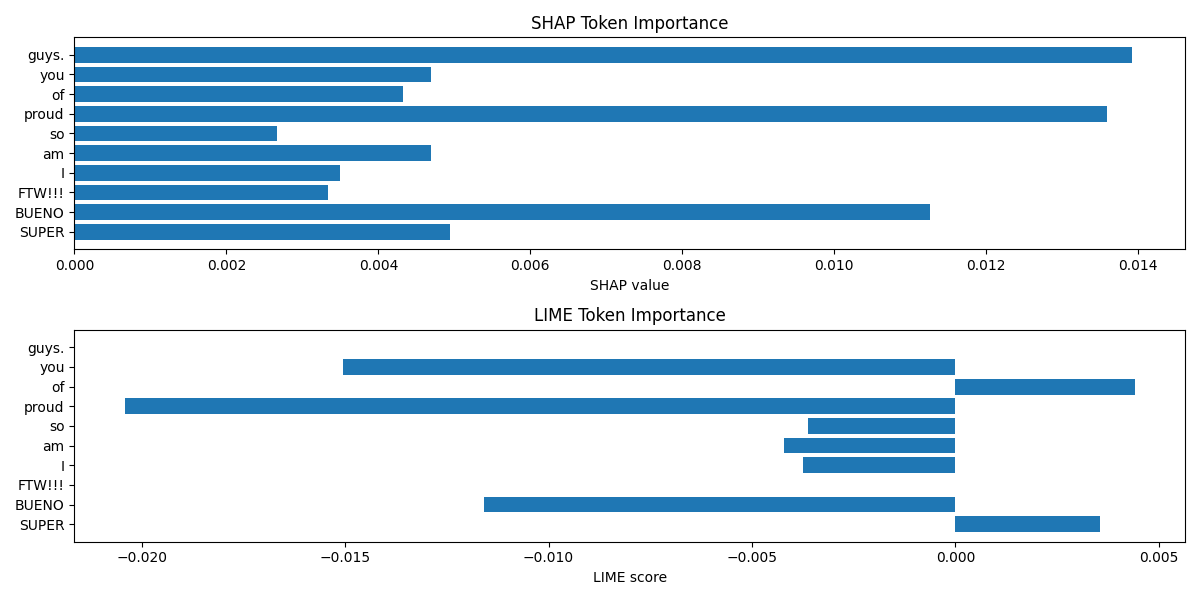 SHAP Token Importance
guys.
you
of
proud
so
am
I
FTW!!!
BUENO
SUPER
0.000 0.002 0.004 0.006 0.008 0.010 0.012 0.014
SHAP value
LIME Token Importance
guys.
you
of
proud
so
am
I
FTW!!!
BUENO
SUPER
−0.020 −0.015 −0.010 −0.005 0.000 0.005
LIME score